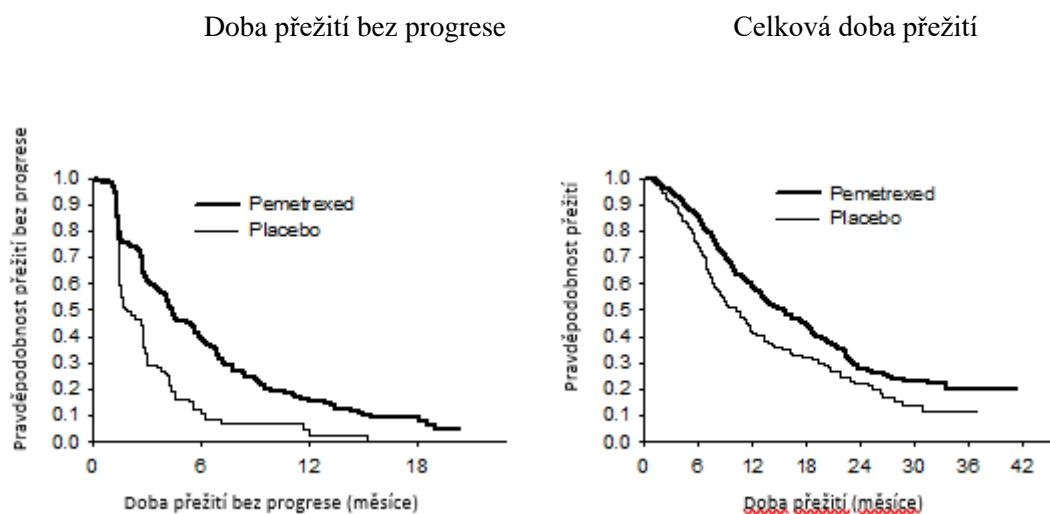 Doba přežití bez progrese
Celková doba přežití
Pravděpodobnost přežití bez progrese
1.0
0.9
0.8
0.7
0.6
0.5
0.4
0.3
0.2
0.1
0.0
Pemetrexed
Placebo
0 6 12 18
Doba přežití bez progrese (měsíce)
Pravděpodobnost přežití
1.0
0.9
0.8
0.7
0.6
0.5
0.4
0.3
0.2
0.1
0.0
Pemetrexed
Placebo
0 6 12 18 24 30 36 42
Doba přežití (měsíce)